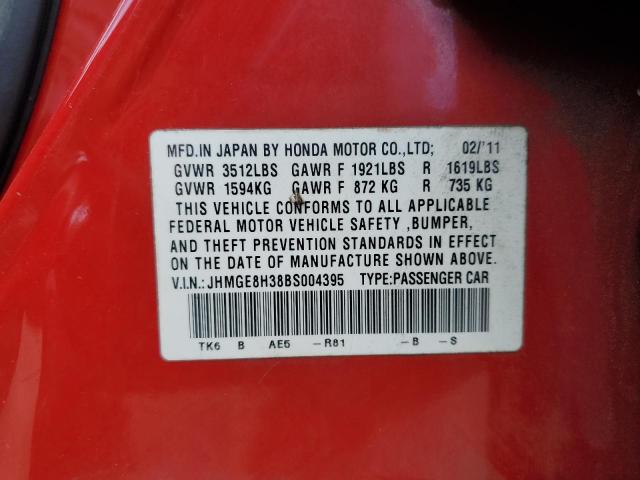 MFD.IN JAPAN BY HONDA MOTOR CO.,LTD; 02/'11
GVWR 3512LBS GAWR F 1921LBS R 1619LBS
GVWR 1594KG GAWR F 872 KG R 735 KG
THIS VEHICLE CONFORMS TO ALL APPLICABLE
FEDERAL MOTOR VEHICLE SAFETY ,BUMPER,
AND THEFT PREVENTION STANDARDS IN EFFECT
ON THE DATE OF MANUFACTURE SHOWN ABOVE.
V.I.N.:JHMGE8H38BS004395 TYPE:PASSENGER CAR
TK6 B AE5 -R81 -B -S